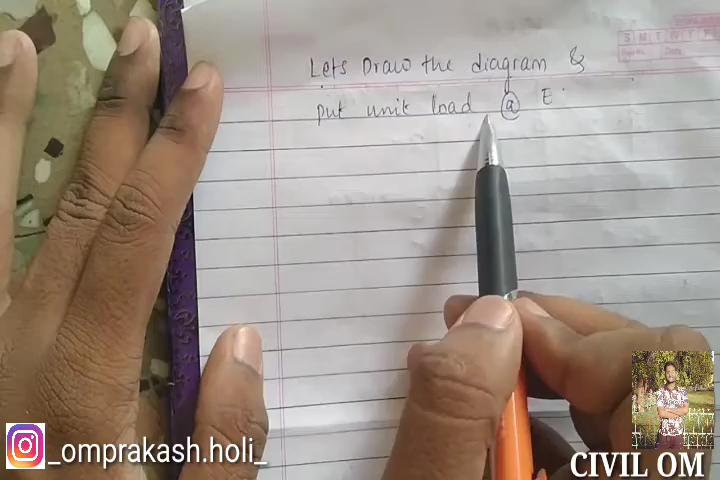 Lets Draw the diagram &
put unit load @ E.
S M T W T F
_omprakash.holi_
CIVIL OM